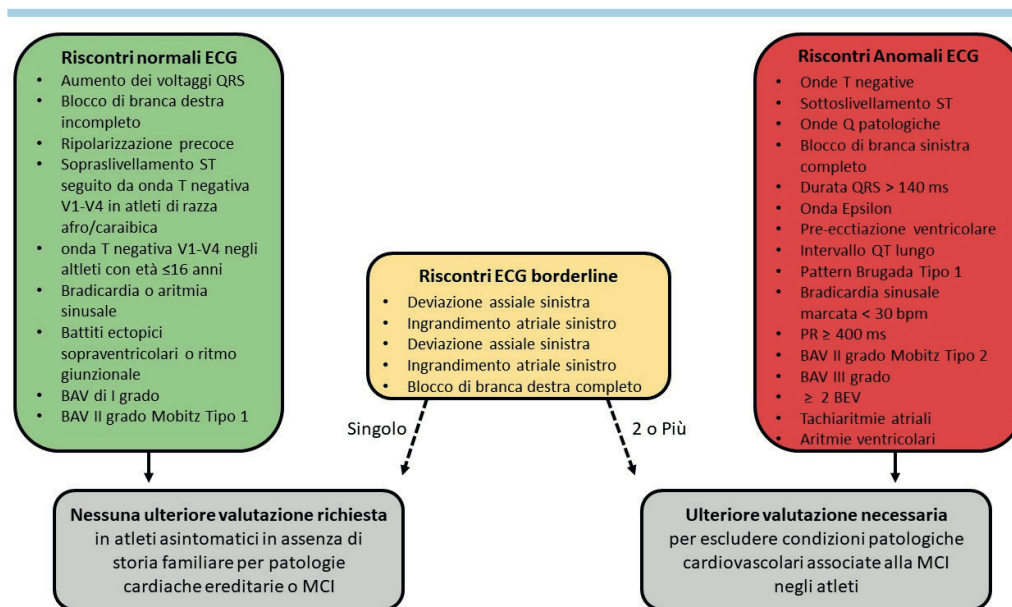 Riscontri normali ECG
• Aumento dei voltaggi QRS
• Blocco di branca destra
incompleto
• Ripolarizzazione precoce
• Sopraslivellamento ST
seguito da onda T negativa
V1-V4 in atleti di razza
afro/caraibica
• onda T negativa V1-V4 negli
altleti con età ≤16 anni
• Bradicardia o aritmia
sinusale
• Battiti ectopici
sopraventricolari o ritmo
giunzionale
• BAV di I grado
• BAV II grado Mobitz Tipo 1
Riscontri ECG borderline
• Deviazione assiale sinistra
• Ingrandimento atriale sinistro
• Deviazione assiale sinistra
• Ingrandimento atriale sinistro
• Blocco di branca destra completo
Riscontri Anomali ECG
• Onde T negative
• Sottoslivellamento ST
• Onde Q patologiche
• Blocco di branca sinistra
completo
• Durata QRS > 140 ms
• Onda Epsilon
• Pre-ecctiazione ventricolare
• Intervallo QT lungo
• Pattern Brugada Tipo 1
• Bradicardia sinusale
marcata < 30 bpm
• PR ≥ 400 ms
• BAV II grado Mobitz Tipo 2
• BAV III grado
• ≥ 2 BEV
• Tachiaritmie atriali
• Aritmie ventricolari
Singolo
2 o Più
Nessuna ulteriore valutazione richiesta
in atleti asintomatici in assenza di
storia familiare per patologie
cardiache ereditarie o MCI
Ulteriore valutazione necessaria
per escludere condizioni patologiche
cardiovascolari associate alla MCI
negli atleti